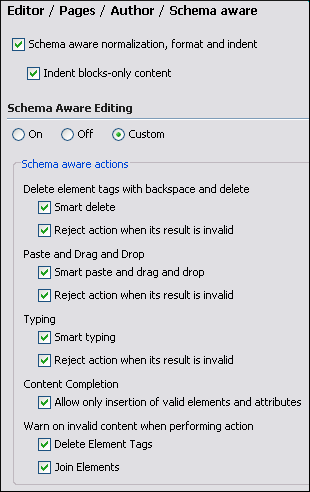 Editor / Pages / Author / Schema aware
Schema aware normalization, format and indent
Indent blocks-only content
Schema Aware Editing
On Off Custom
Schema aware actions
Delete element tags with backspace and delete
Smart delete
Reject action when its result is invalid
Paste and Drag and Drop
Smart paste and drag and drop
Reject action when its result is invalid
Typing
Smart typing
Reject action when its result is invalid
Content Completion
Allow only insertion of valid elements and attributes
Warn on invalid content when performing action
Delete Element Tags
Join Elements